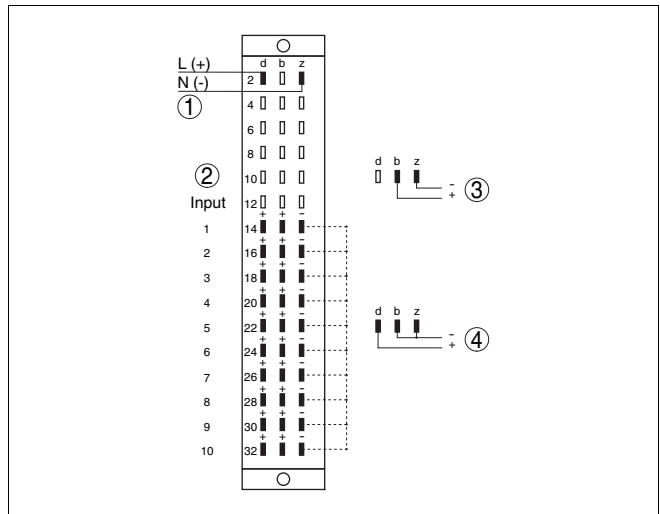 L (+)
N (-)
①
d b z
2
4
6
8
10
12
②
Input
+ + -
1 14
+ + -
2 16
+ + -
3 18
+ + -
4 20
+ + -
5 22
+ + -
6 24
+ + -
7 26
+ + -
8 28
+ + -
9 30
+ + -
10 32
d b z
-
+
③
d b z
-
+
④